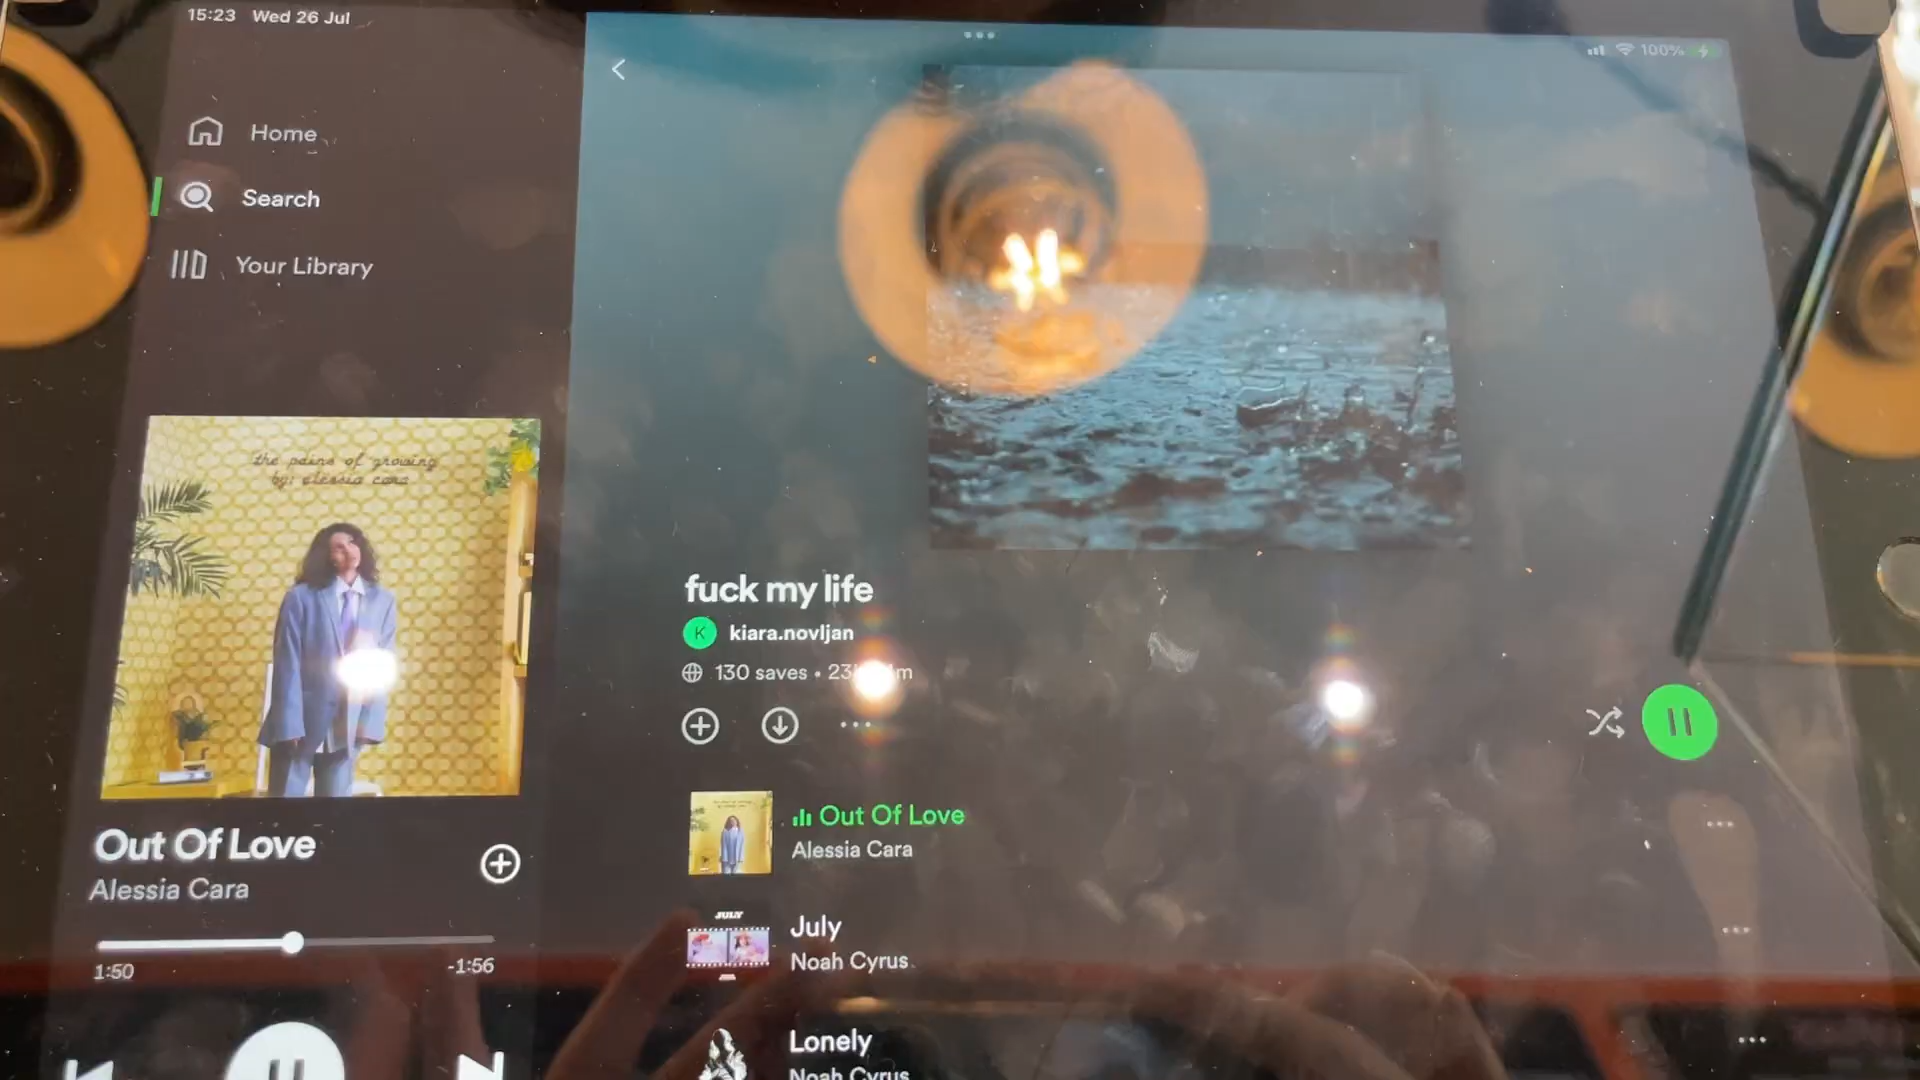 15:23 Wed 26 Jul
100%
Home
Search
Your Library
the pains of growing
by: alessia cara
Out Of Love
Alessia Cara
1:50
-1:56
fuck my life
K
kiara.novljan
130 saves •
Out Of Love
Alessia Cara
JULY
July
Noah Cyrus
Lonely
Noah Cyrus